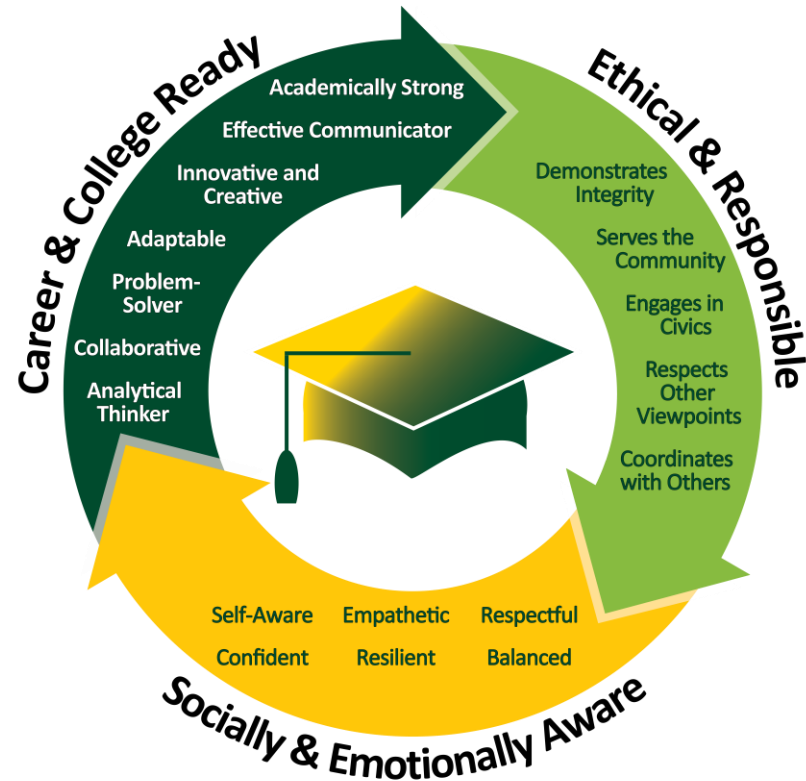 Career & College Ready
Academically Strong
Effective Communicator
Innovative and
Creative
Adaptable
Problem-
Solver
Collaborative
Analytical
Thinker
Ethical & Responsible
Demonstrates
Integrity
Serves the
Community
Engages in
Civics
Respects
Other
Viewpoints
Coordinates
with Others
Self-Aware Empathetic Respectful
Confident Resilient Balanced
Socially & Emotionally Aware